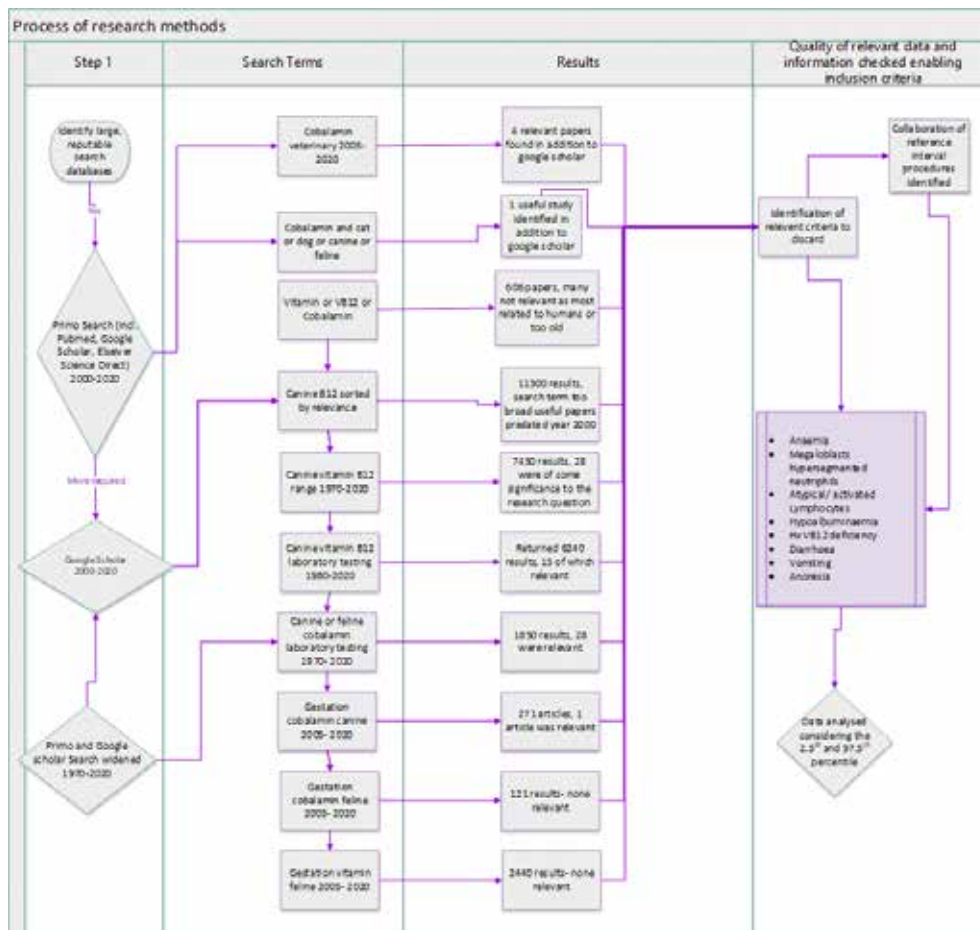 Process of research methods
Step 1
Search Terms
Results
Quality of relevant data and
information checked enabling
inclusion criteria
Identify large,
reputable
search
databases
Yes
Primo Search (incl.
Pubmed, Google
Scholar, Elsevier
Science Direct)
2000-2020
More required
Google Scholar
2000-2020
Primo and Google
scholar Search widened
1970-2020
Cobalamin
veterinary 2005-
2020
Cobalamin and cat
or dog or canine or
feline
Vitamin or VB12 or
Cobalamin
Canine B12 sorted
by relevance
Canine vitamin B12
range 1970-2020
Canine vitamin B12
laboratory testing
1980-2020
Canine or feline
cobalamin
laboratory testing
1970- 2020
Gestation
cobalamin canine
2005- 2020
Gestation
cobalamin feline
2005- 2020
Gestation vitamin
feline 2005- 2020
4 relevant papers
found in addition to
google scholar
1 useful study
identified in
addition to
google scholar
606 papers, many
not relevant as most
related to humans or
too old
11300 results,
search term too
broad useful papers
predated year 2000
7430 results, 28
were of some
significance to the
research question
Returned 6240
results, 15 of which
relevant
1850 results, 28
were relevant
271 articles, 1
article was relevant
121 results- none
relevant
2440 results- none
relevant
Identification of
relevant criteria to
discard
Collaboration of
reference
interval
procedures
identified
• Anaemia
• Megaloblasts
hypersegmented
neutrophils
• Atypical/ activated
Lymphocytes
• Hypoalbuminaemia
• Hx VB12 deficiency
• Diarrhoea
• Vomiting
• Anorexia
Data analysed
considering the
2.5th and 97.5th
percentile